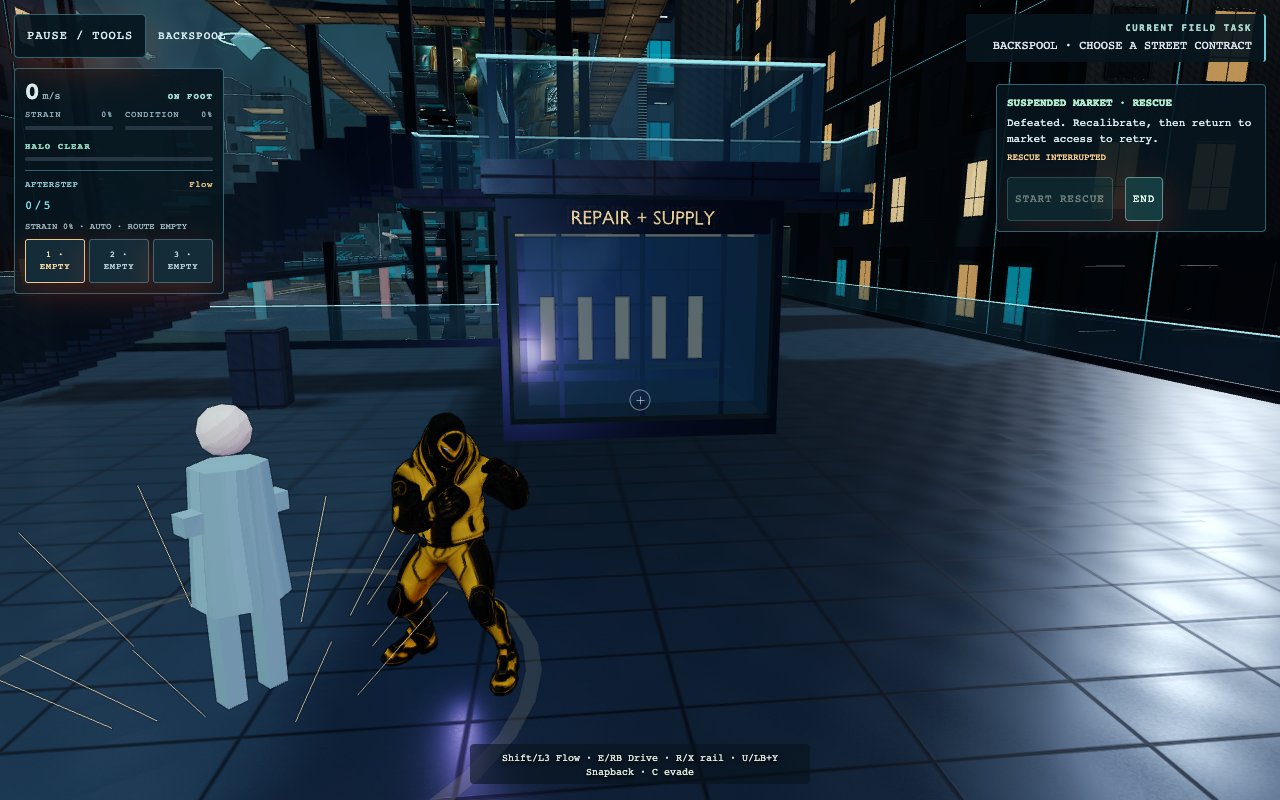 PAUSE / TOOLS
BACKSPOOL
0 m/s
ON FOOT
STRAIN 0%
CONDITION 0%
HALO CLEAR
AFTERSTEP
Flow
0/5
STRAIN 0% · AUTO · ROUTE EMPTY
1 · EMPTY
2 · EMPTY
3 · EMPTY
CURRENT FIELD TASK
BACKSPOOL · CHOOSE A STREET CONTRACT
SUSPENDED MARKET · RESCUE
Defeated. Recalibrate, then return to
market access to retry.
RESCUE INTERRUPTED
START RESCUE
END
REPAIR + SUPPLY
Shift/L3 Flow · E/RB Drive · R/X rail · U/LB+Y
Snapback · C evade